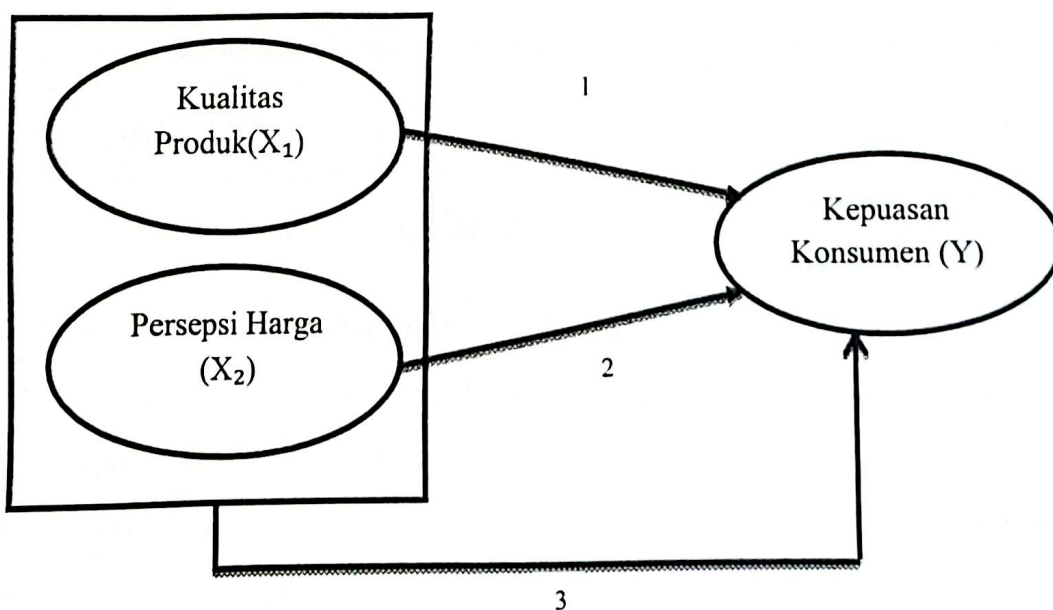 Kualitas
Produk(X₁)
1
Kepuasan
Konsumen (Y)
Persepsi Harga
(X₂)
2
3